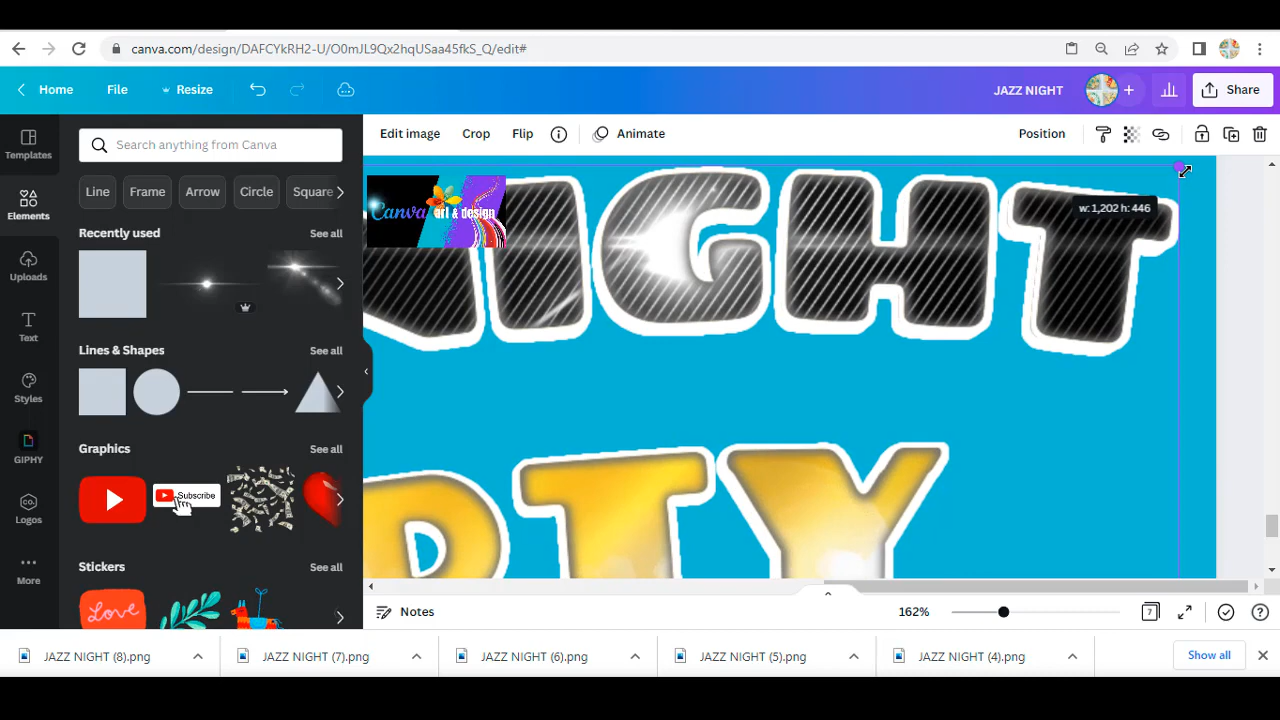 canva.com/design/DAFCYkRH2-U/O0mJL9Qx2hqUSaa45fkS_Q/edit#
Home File Resize JAZZ NIGHT Share
Templates
Elements
Uploads
Text
Styles
GIPHY
Logos
More
Search anything from Canva
Line Frame Arrow Circle Square
Recently used See all
Lines & Shapes See all
Graphics See all
Subscribe
Stickers See all
Love
Edit image Crop Flip Animate Position
Canva art & design
w: 1,202 h: 446
NIGHT
RTY
Notes 162% 7
JAZZ NIGHT (8).png JAZZ NIGHT (7).png JAZZ NIGHT (6).png JAZZ NIGHT (5).png JAZZ NIGHT (4).png Show all